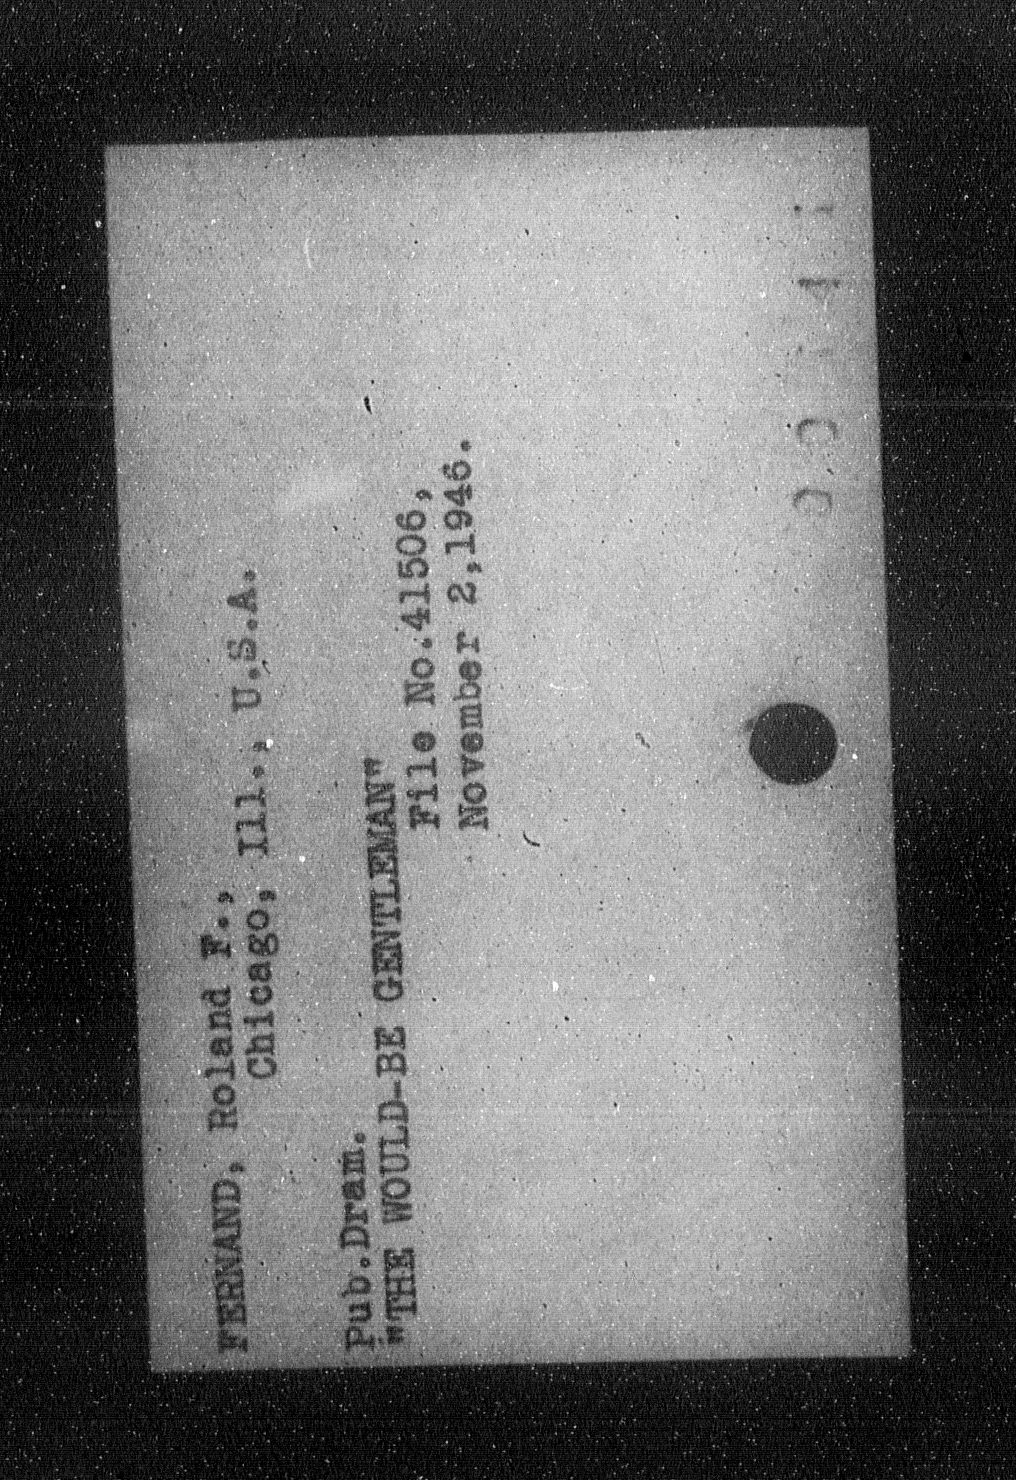 FERNAND, Roland F.,
Chicago, Ill., U.S.A.
Pub.Dram.
"THE WOULD-BE GENTLEMAN"
File No.41506,
November 2,1946.